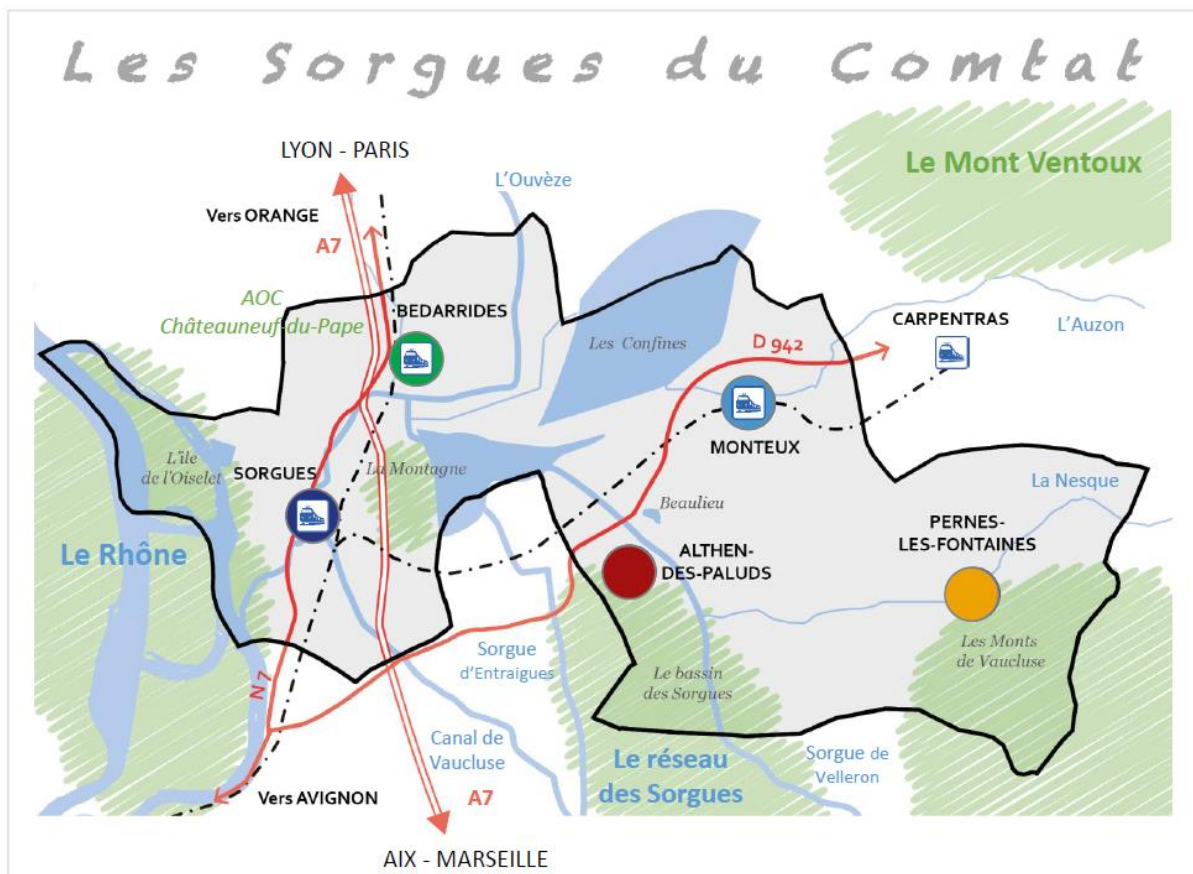 Les Sorgues du Comtat
LYON - PARIS
Le Mont Ventoux
L'Ouvèze
Vers ORANGE
A7
AOC
Châteauneuf-du-Pape
BEDARRIDES
CARPENTRAS
L'Auzon
Les Confines
D 942
MONTEUX
L'île
de l'Oiselet
SORGUES
La Montagne
La Nesque
Beaulieu
PERNES-
LES-FONTAINES
Le Rhône
ALTHEN-
DES-PALUDS
Les Monts
de Vaucluse
Sorgue
d'Entraigues
Le bassin
des Sorgues
N 7
Canal de
Vaucluse
Le réseau
des Sorgues
Sorgue de
Velleron
Vers AVIGNON
A7
AIX - MARSEILLE